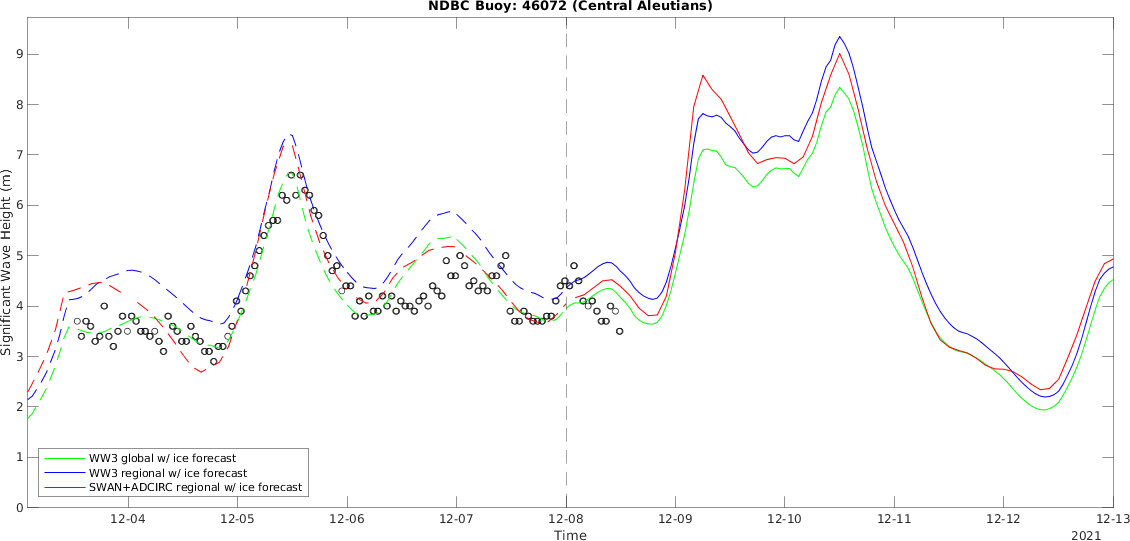 NDBC Buoy: 46072 (Central Aleutians)
9
8
7
6
5
4
3
2
1
0
Significant Wave Height (m)
WW3 global w/ ice forecast
WW3 regional w/ ice forecast
SWAN+ADCIRC regional w/ ice forecast
12-04 12-05 12-06 12-07 12-08 12-09 12-10 12-11 12-12 12-13
Time
2021